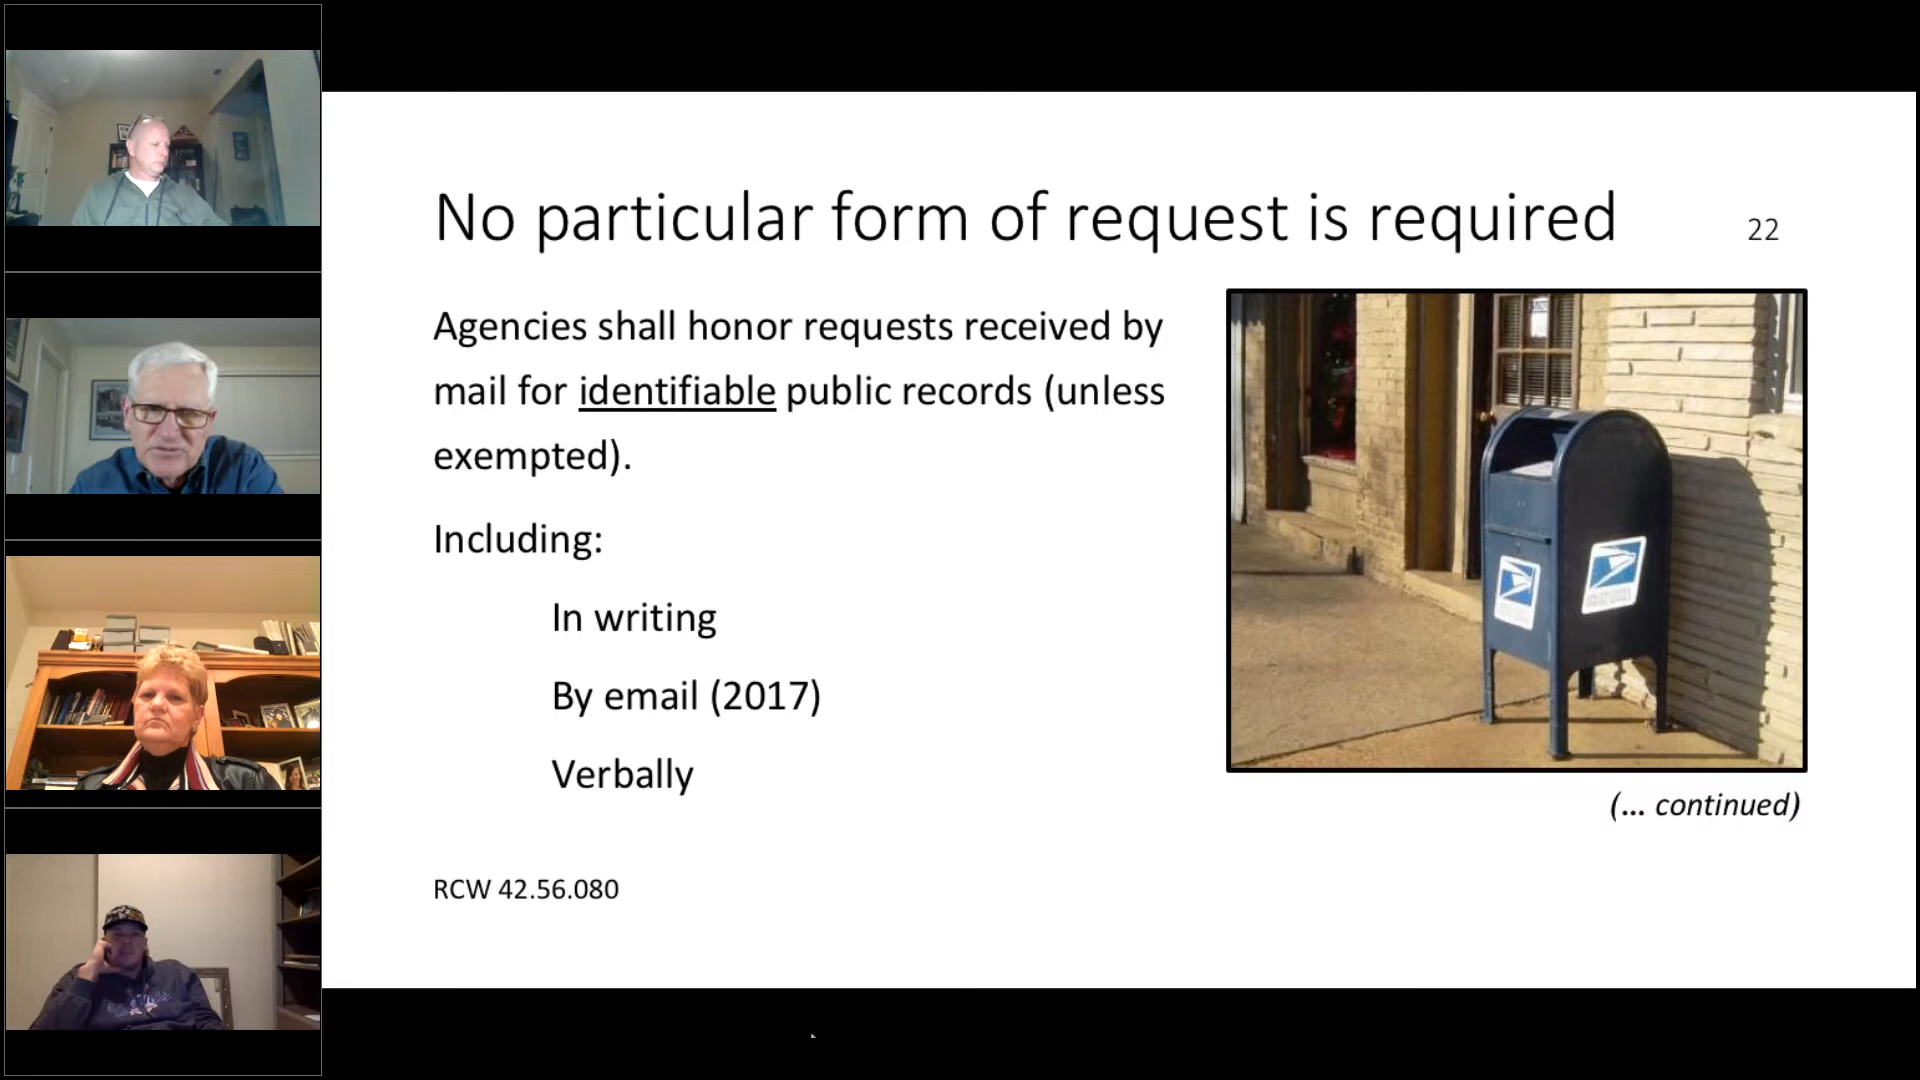 No particular form of request is required
22
Agencies shall honor requests received by
mail for identifiable public records (unless
exempted).
Including:
In writing
By email (2017)
Verbally
(... continued)
RCW 42.56.080